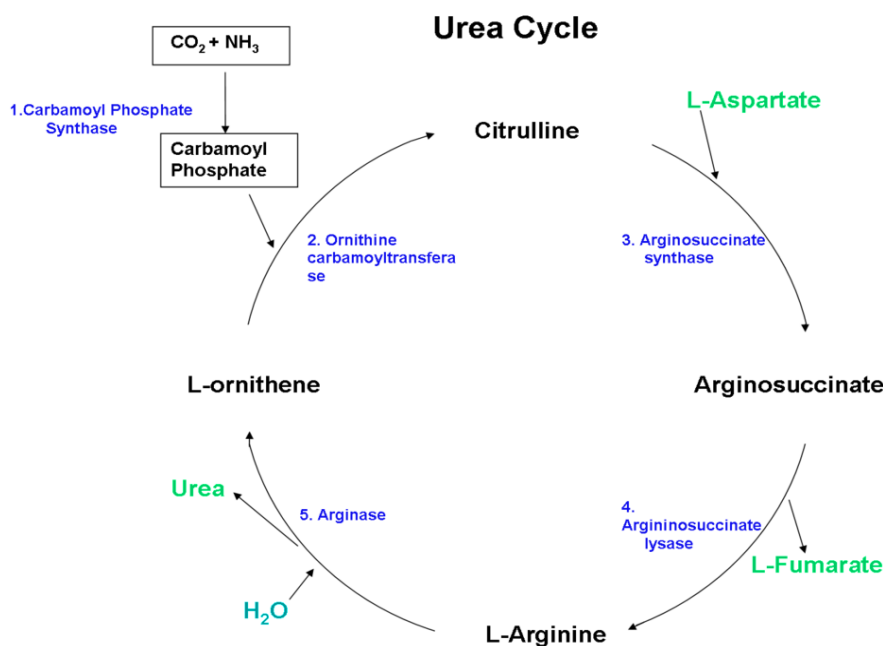 Urea Cycle
CO₂ + NH₃
1.Carbamoyl Phosphate
Synthase
Carbamoyl
Phosphate
Citrulline
L-Aspartate
2. Ornithine
carbamoyltransfera
se
3. Arginosuccinate
synthase
L-ornithene
Arginosuccinate
Urea
5. Arginase
4.
Argininosuccinate
lysase
L-Fumarate
H₂O
L-Arginine